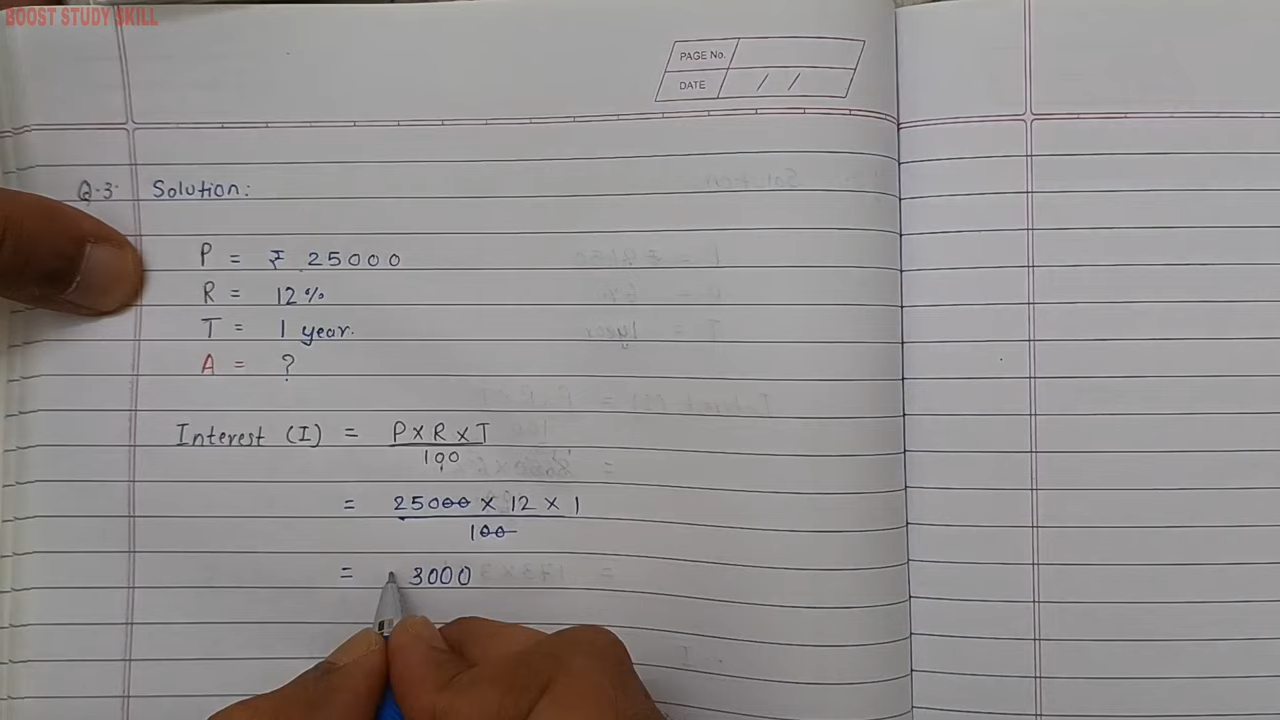 BOOST STUDY SKILL
PAGE No.
DATE / /
Q.3. Solution:
P = ₹ 25000
R = 12%
T = 1 year.
A = ?
Interest (I) = P×R×T
100
= 25000 × 12 × 1
100
= 3000